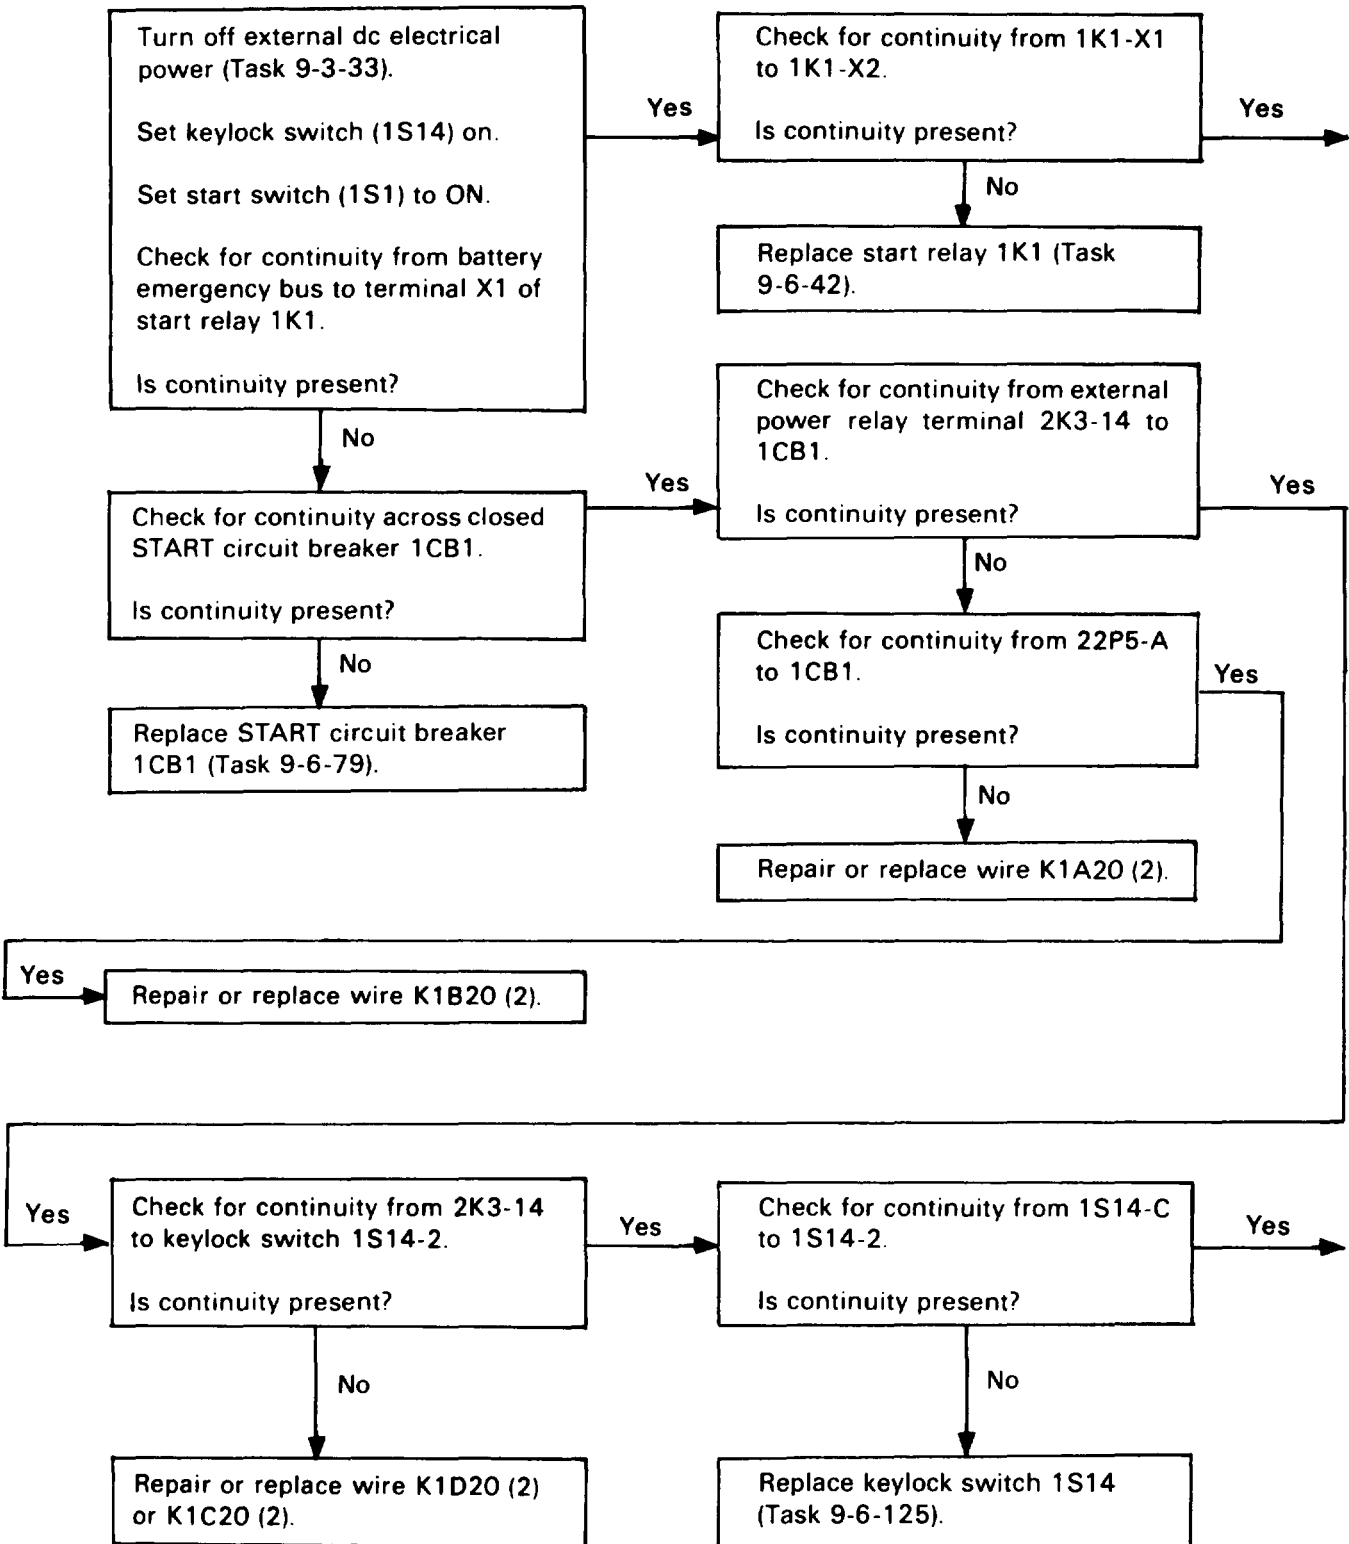 Turn off external dc electrical
power (Task 9-3-33).
Set keylock switch (1S14) on.
Set start switch (1S1) to ON.
Check for continuity from battery
emergency bus to terminal X1 of
start relay 1K1.
Is continuity present?
Yes
Check for continuity from 1K1-X1
to 1K1-X2.
Is continuity present?
Yes
No
Replace start relay 1K1 (Task
9-6-42).
No
Check for continuity across closed
START circuit breaker 1CB1.
Is continuity present?
Yes
Check for continuity from external
power relay terminal 2K3-14 to
1CB1.
Is continuity present?
Yes
No
Replace START circuit breaker
1CB1 (Task 9-6-79).
No
Check for continuity from 22P5-A
to 1CB1.
Is continuity present?
Yes
No
Repair or replace wire K1A20 (2).
Yes
Repair or replace wire K1B20 (2).
Yes
Check for continuity from 2K3-14
to keylock switch 1S14-2.
Is continuity present?
Yes
Check for continuity from 1S14-C
to 1S14-2.
Is continuity present?
Yes
No
Repair or replace wire K1D20 (2)
or K1C20 (2).
No
Replace keylock switch 1S14
(Task 9-6-125).